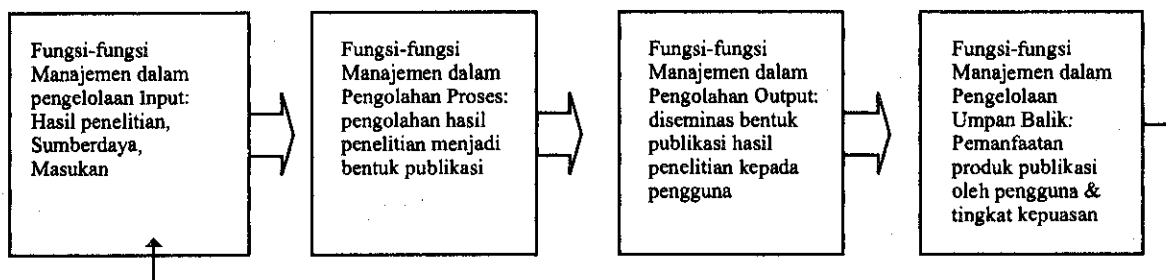 Fungsi-fungsi
Manajemen dalam
pengelolaan Input:
Hasil penelitian,
Sumberdaya,
Masukan
Fungsi-fungsi
Manajemen dalam
Pengolahan Proses:
pengolahan hasil
penelitian menjadi
bentuk publikasi
Fungsi-fungsi
Manajemen dalam
Pengolahan Output:
diseminas bentuk
publikasi hasil
penelitian kepada
pengguna
Fungsi-fungsi
Manajemen dalam
Pengelolaan
Umpan Balik:
Pemanfaatan
produk publikasi
oleh pengguna &
tingkat kepuasan